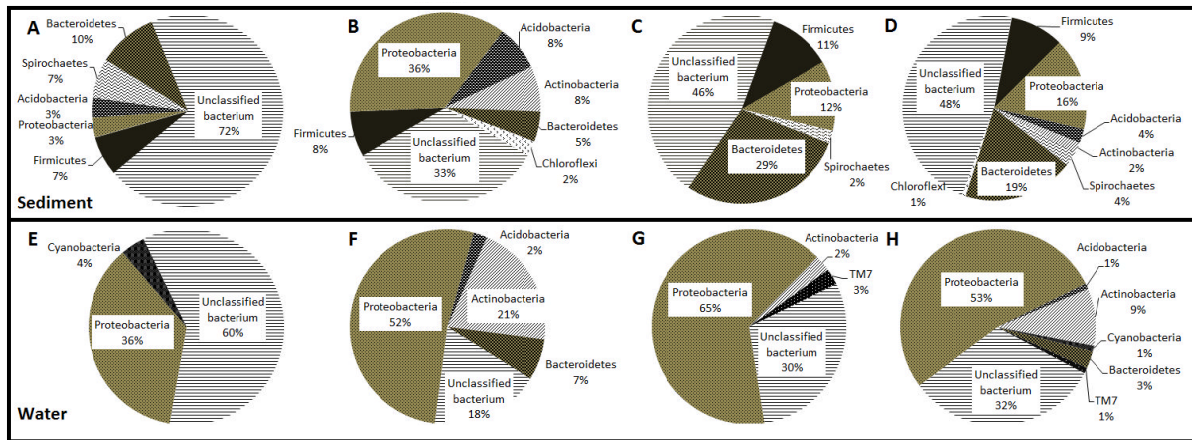 A
Bacteroidetes
10%
Spirochaetes
7%
Acidobacteria
3%
Proteobacteria
3%
Firmicutes
7%
Unclassified
bacterium
72%
B
Proteobacteria
36%
Acidobacteria
8%
Actinobacteria
8%
Bacteroidetes
5%
Chloroflexi
2%
Unclassified
bacterium
33%
Firmicutes
8%
C
Unclassified
bacterium
46%
Firmicutes
11%
Proteobacteria
12%
Spirochaetes
2%
Bacteroidetes
29%
D
Unclassified
bacterium
48%
Firmicutes
9%
Proteobacteria
16%
Acidobacteria
4%
Actinobacteria
2%
Spirochaetes
4%
Bacteroidetes
19%
Chloroflexi
1%
Sediment
E
Cyanobacteria
4%
Proteobacteria
36%
Unclassified
bacterium
60%
F
Proteobacteria
52%
Acidobacteria
2%
Actinobacteria
21%
Bacteroidetes
7%
Unclassified
bacterium
18%
G
Proteobacteria
65%
Actinobacteria
2%
TM7
3%
Unclassified
bacterium
30%
H
Proteobacteria
53%
Acidobacteria
1%
Actinobacteria
9%
Cyanobacteria
1%
Bacteroidetes
3%
TM7
1%
Unclassified
bacterium
32%
Water